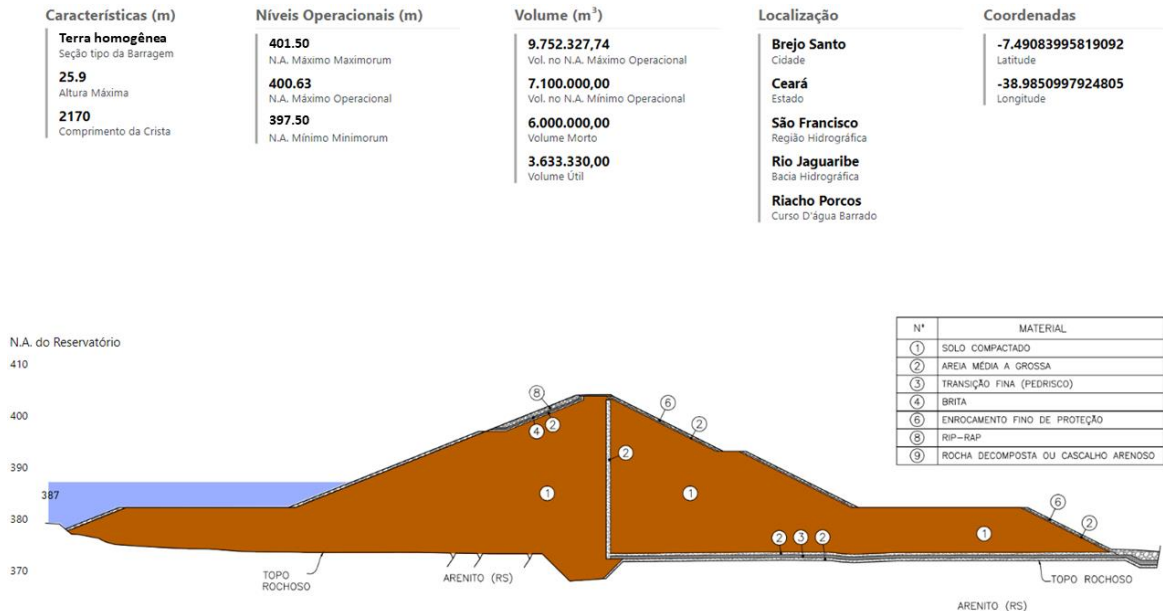 Características (m)
Terra homogênea
Seção tipo da Barragem
25.9
Altura Máxima
2170
Comprimento da Crista
Níveis Operacionais (m)
401.50
N.A. Máximo Maximorum
400.63
N.A. Máximo Operacional
397.50
N.A. Mínimo Minimorum
Volume (m³)
9.752.327,74
Vol. no N.A. Máximo Operacional
7.100.000,00
Vol. no N.A. Mínimo Operacional
6.000.000,00
Volume Morto
3.633.330,00
Volume Útil
Localização
Brejo Santo
Cidade
Ceará
Estado
São Francisco
Região Hidrográfica
Rio Jaguaribe
Bacia Hidrográfica
Riacho Porcos
Curso D'água Barrado
Coordenadas
-7.49083995819092
Latitude
-38.9850997924805
Longitude
N.A. do Reservatório
410
400
390
387
380
370
8
4 2
6
2
2
1
1
6
2
1
2 3 2
TOPO
ROCHOSO
ARENITO (RS)
TOPO ROCHOSO
ARENITO (RS)
N° MATERIAL
1 SOLO COMPACTADO
2 AREIA MÉDIA A GROSSA
3 TRANSIÇÃO FINA (PEDRISCO)
4 BRITA
6 ENROCAMENTO FINO DE PROTEÇÃO
8 RIP-RAP
9 ROCHA DECOMPOSTA OU CASCALHO ARENOSO